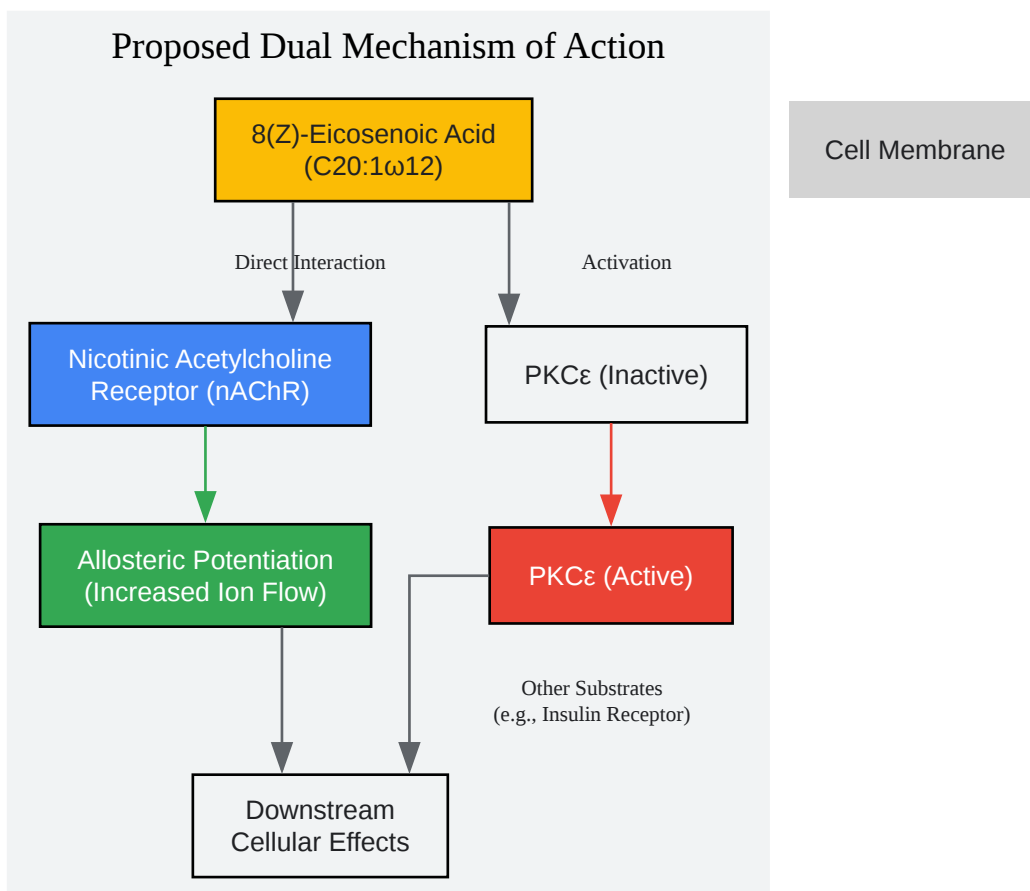 Proposed Dual Mechanism of Action
8(Z)-Eicosenoic Acid
(C20:1ω12)
Cell Membrane
Direct Interaction
Activation
Nicotinic Acetylcholine
Receptor (nAChR)
PKCε (Inactive)
Allosteric Potentiation
(Increased Ion Flow)
PKCε (Active)
Other Substrates
(e.g., Insulin Receptor)
Downstream
Cellular Effects